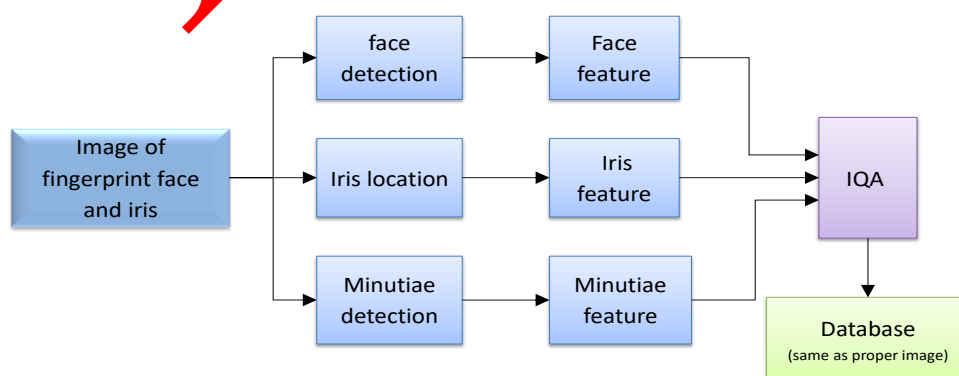 face
detection
Face
feature
Image of
fingerprint face
and iris
Iris location
Iris
feature
IQA
Minutiae
detection
Minutiae
feature
Database
(same as proper image)